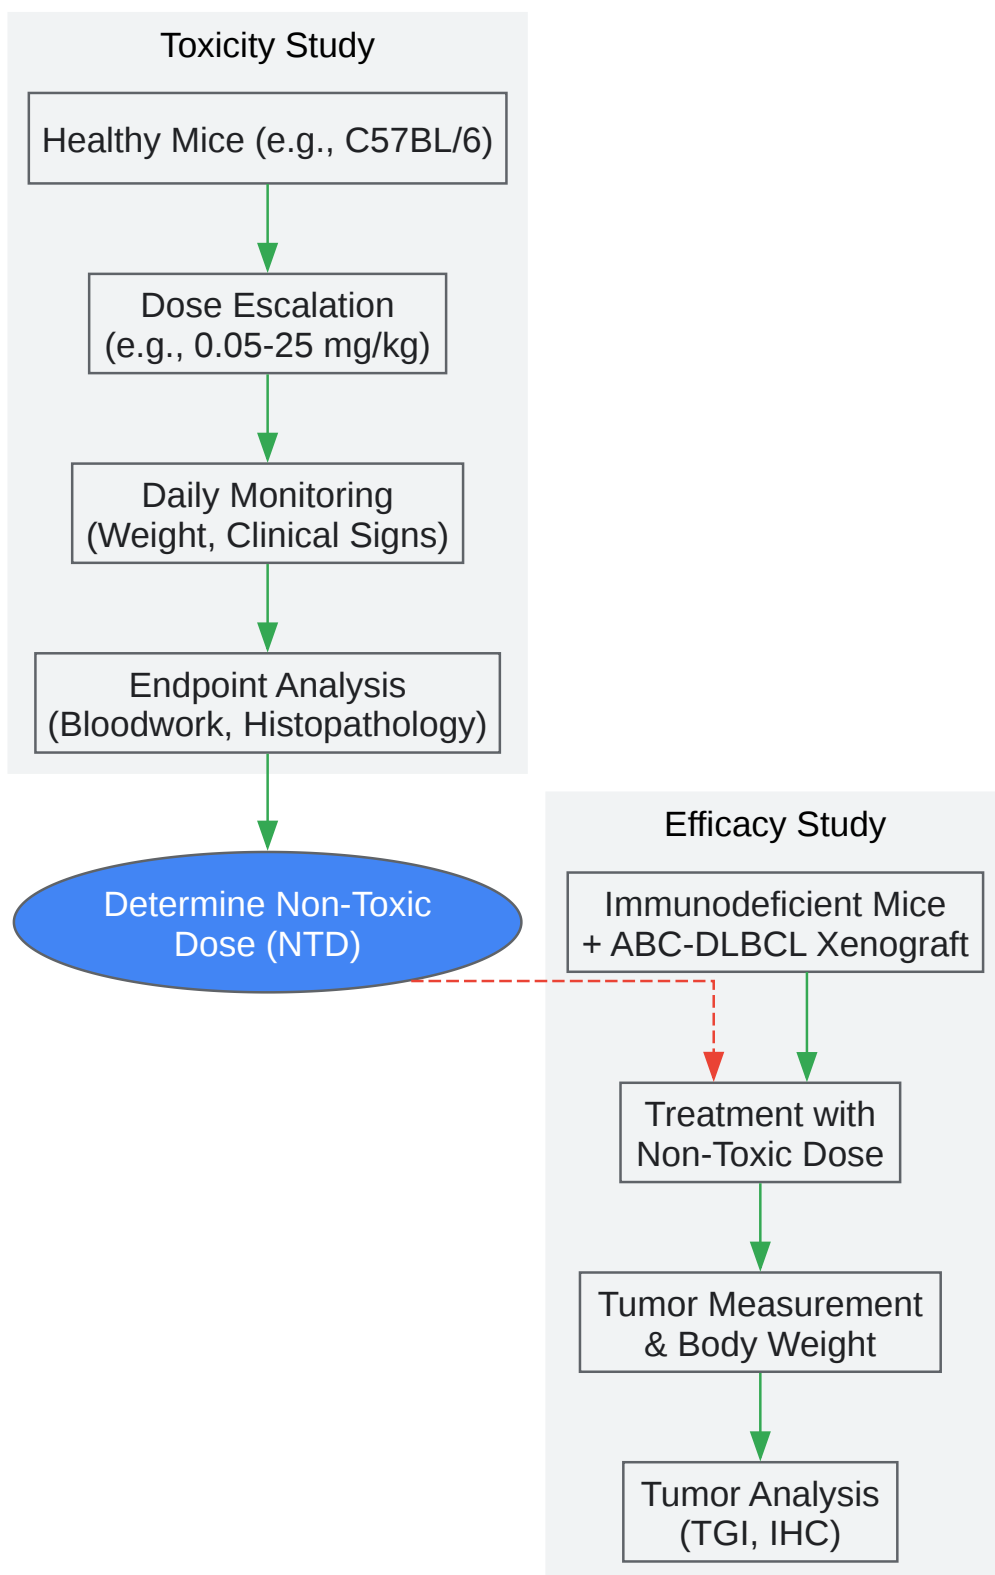 Toxicity Study
Healthy Mice (e.g., C57BL/6)
Dose Escalation
(e.g., 0.05-25 mg/kg)
Daily Monitoring
(Weight, Clinical Signs)
Endpoint Analysis
(Bloodwork, Histopathology)
Determine Non-Toxic
Dose (NTD)
Efficacy Study
Immunodeficient Mice
+ ABC-DLBCL Xenograft
Treatment with
Non-Toxic Dose
Tumor Measurement
& Body Weight
Tumor Analysis
(TGI, IHC)